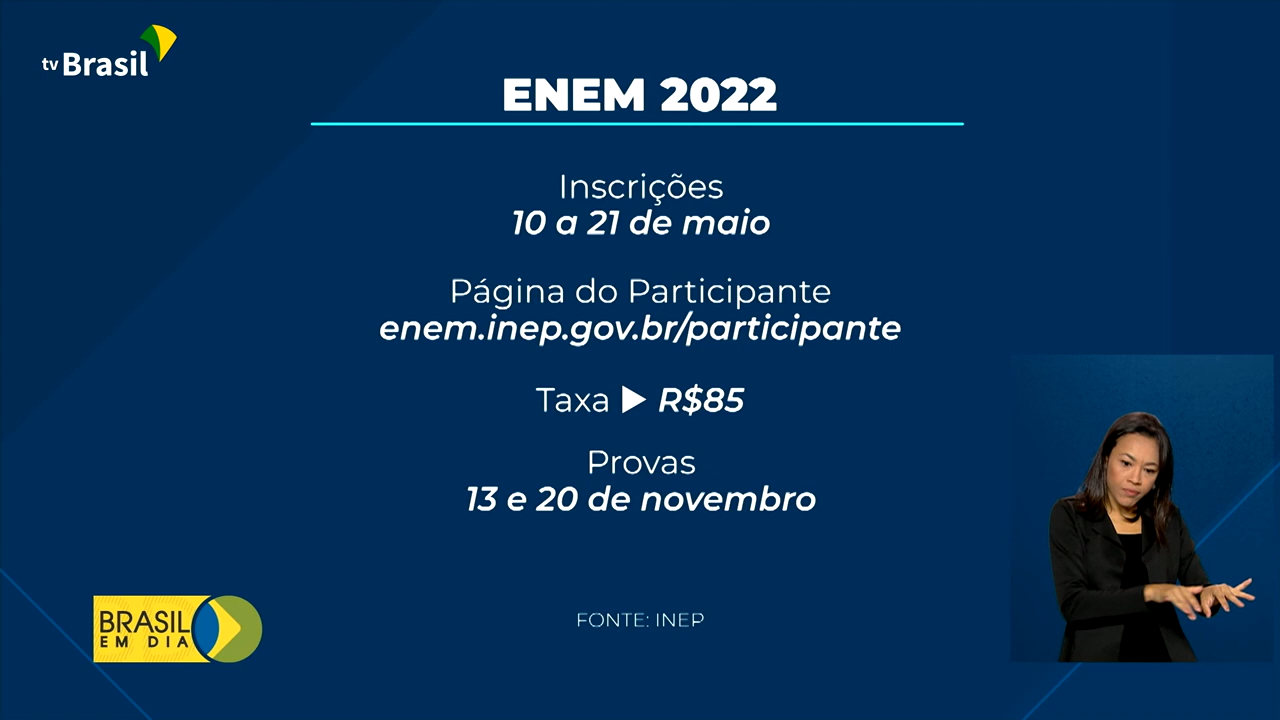 tv Brasil
ENEM 2022
Inscrições
10 a 21 de maio
Página do Participante
enem.inep.gov.br/participante
Taxa ▶ R$85
Provas
13 e 20 de novembro
BRASIL
EM DIA
FONTE: INEP